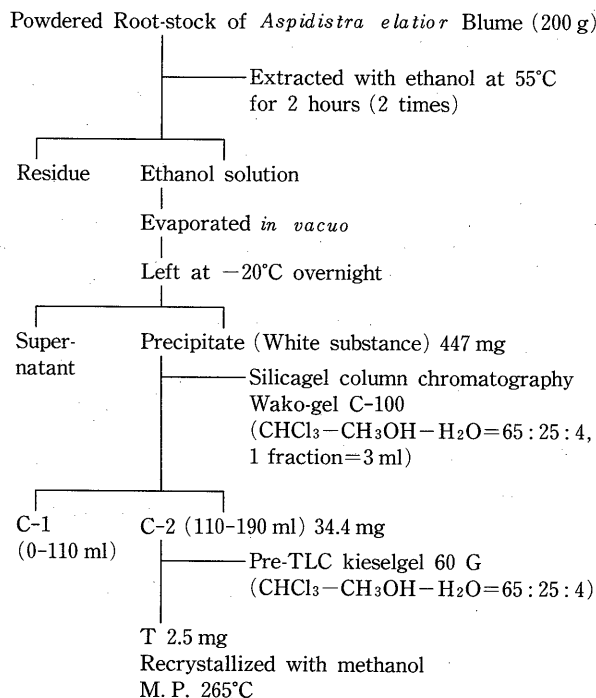 Powdered Root-stock of Aspidistra elatior Blume (200 g)
Extracted with ethanol at 55°C
for 2 hours (2 times)
Residue
Ethanol solution
Evaporated in vacuo
Left at −20°C overnight
Super-
natant
Precipitate (White substance) 447 mg
Silicagel column chromatography
Wako-gel C-100
(CHCl3−CH3OH−H2O=65 : 25 : 4,
1 fraction=3 ml)
C-1
(0-110 ml)
C-2 (110-190 ml) 34.4 mg
Pre-TLC kieselgel 60 G
(CHCl3−CH3OH−H2O=65 : 25 : 4)
T 2.5 mg
Recrystallized with methanol
M. P. 265°C